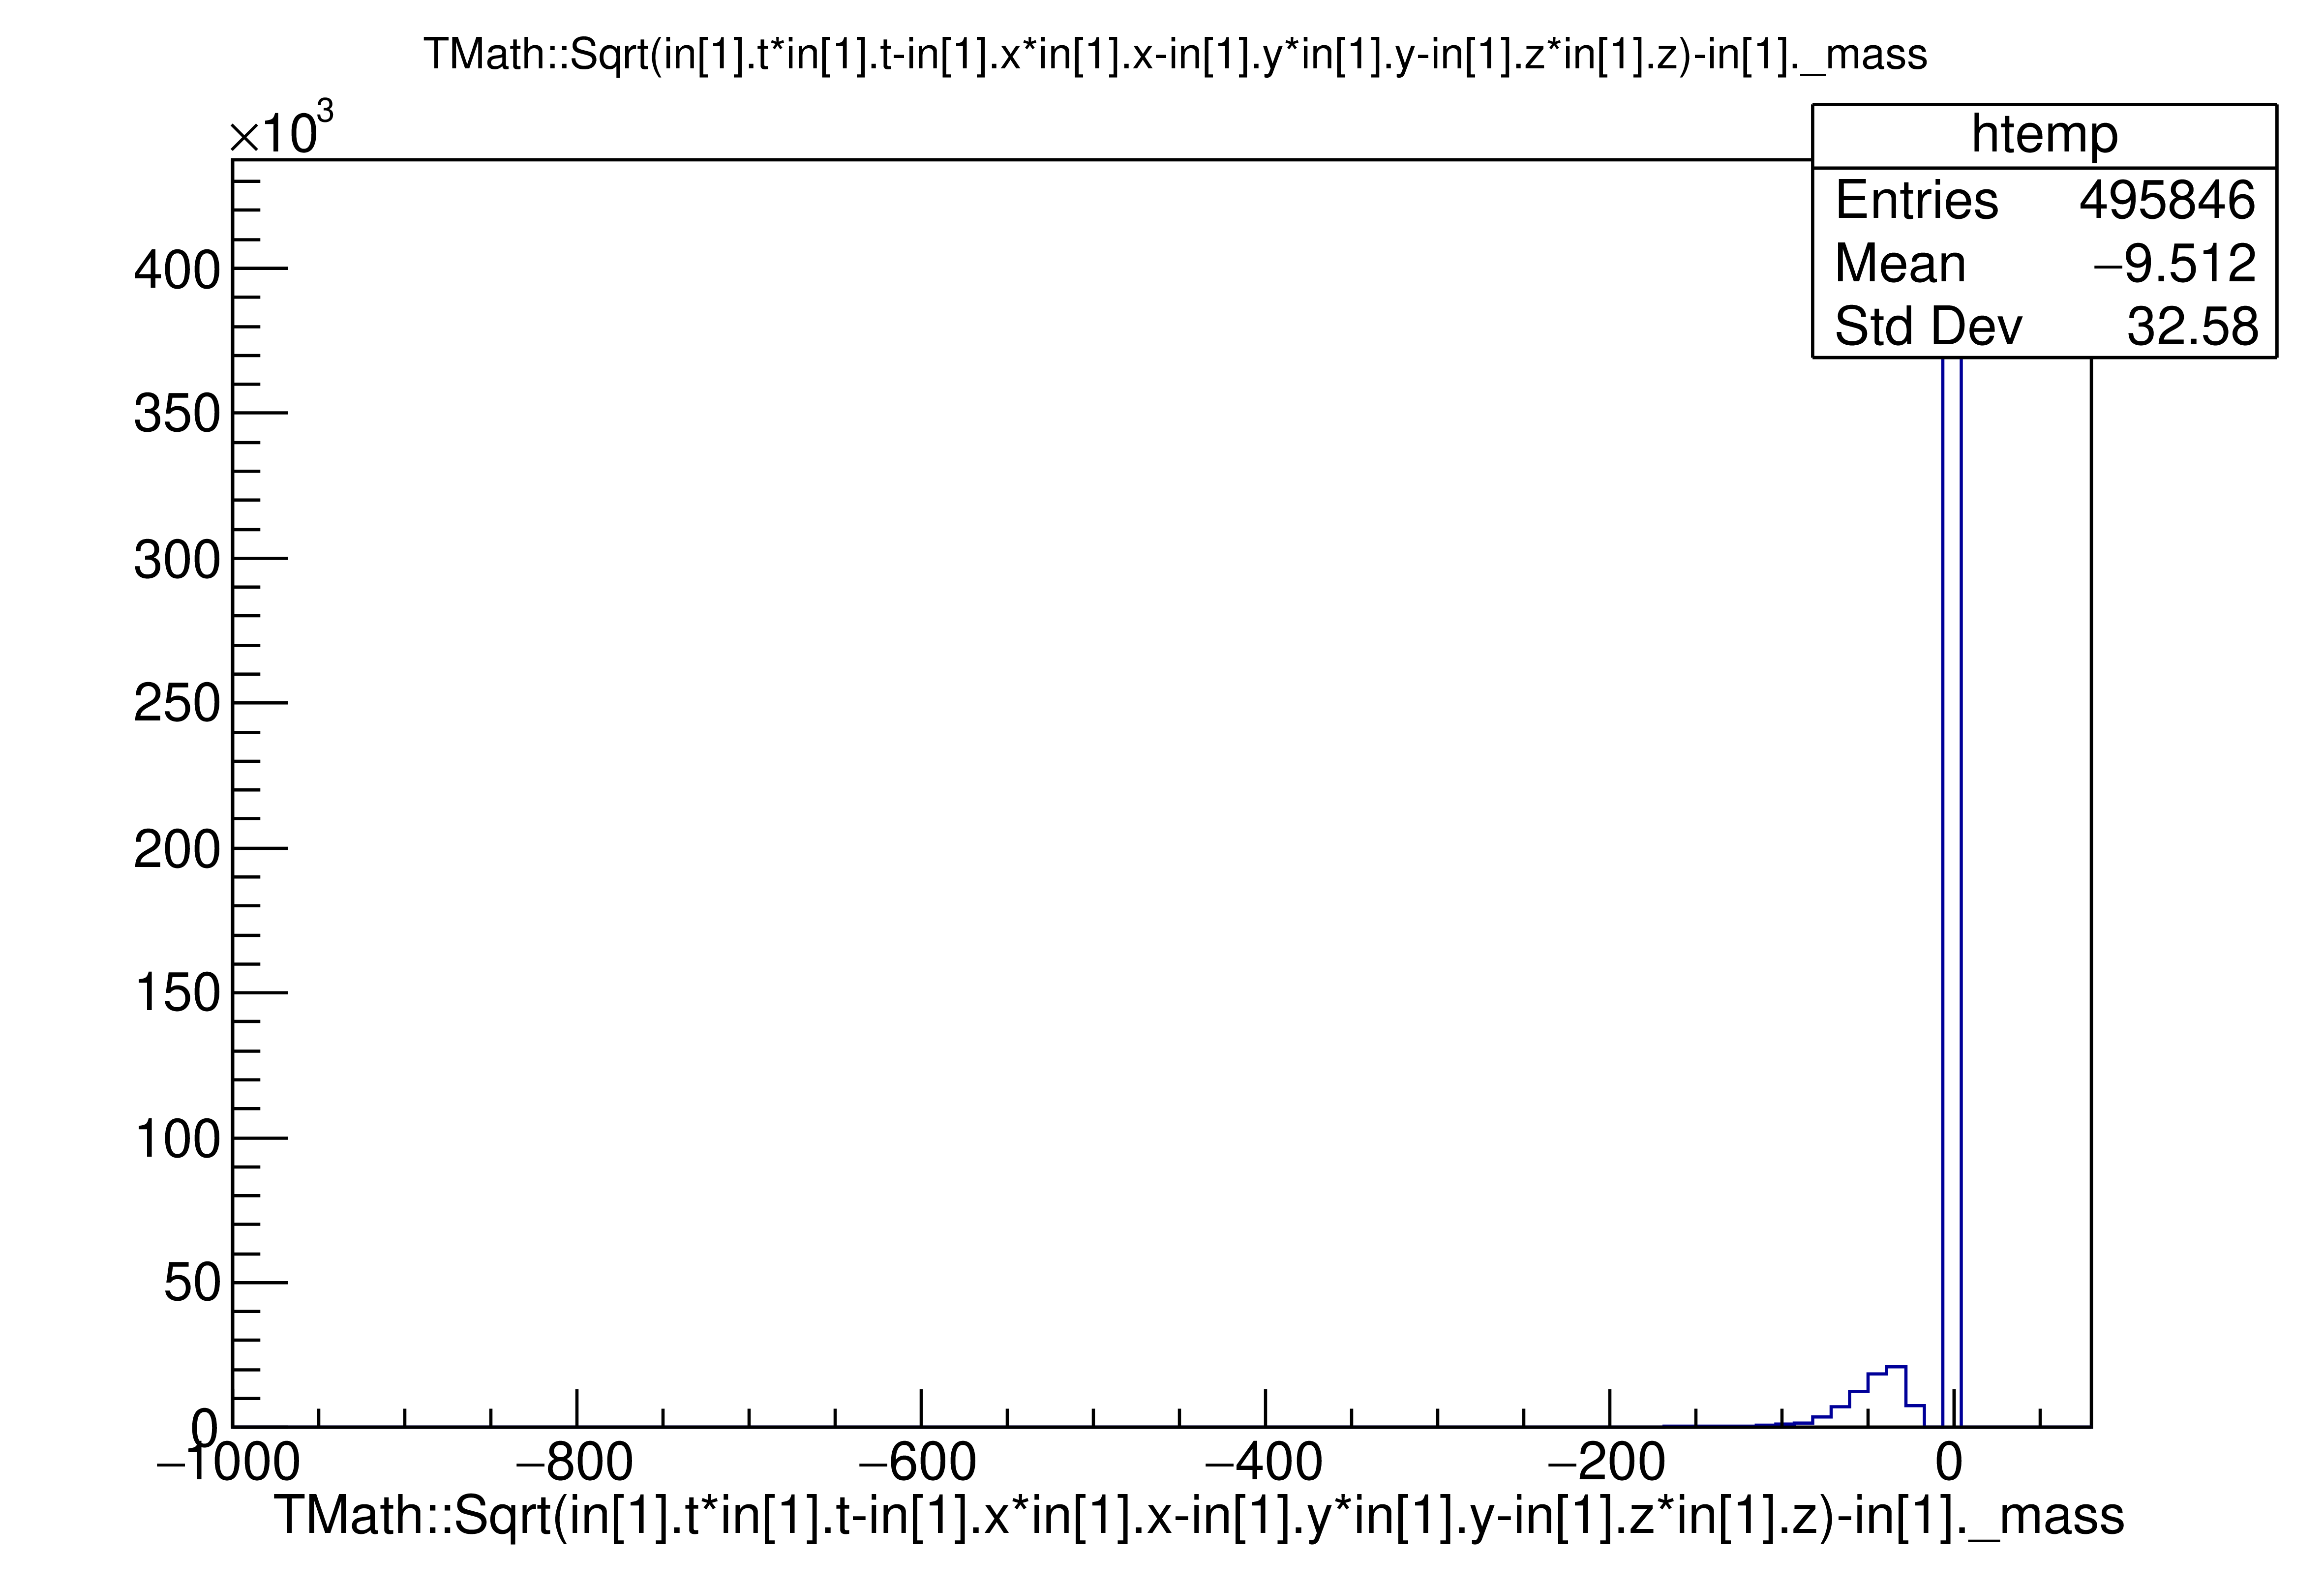 TMath::Sqrt(in[1].t*in[1].t-in[1].x*in[1].x-in[1].y*in[1].y-in[1].z*in[1].z)-in[1]._mass
×10³
htemp
Entries 495846
Mean −9.512
Std Dev 32.58
400
350
300
250
200
150
100
50
0
−1000 −800 −600 −400 −200 0
TMath::Sqrt(in[1].t*in[1].t-in[1].x*in[1].x-in[1].y*in[1].y-in[1].z*in[1].z)-in[1]._mass